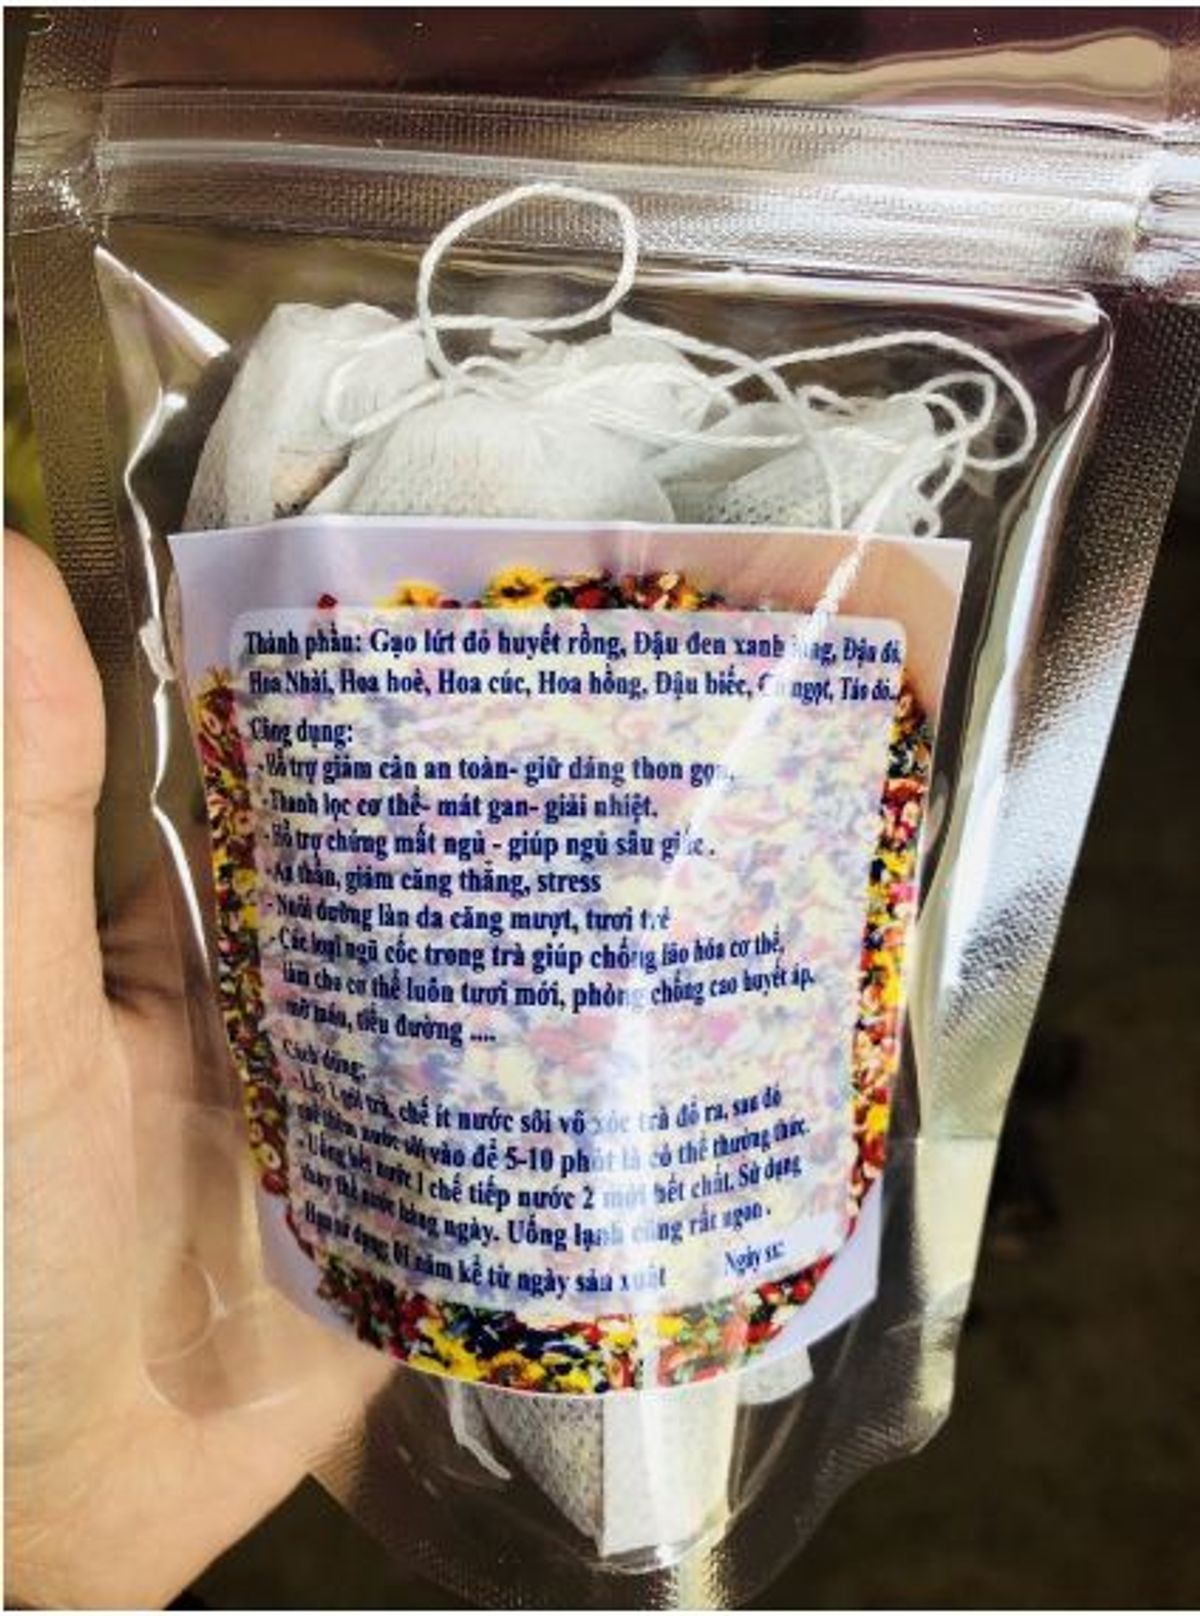 Thành phần: Gạo lứt đỏ huyết rồng, Đậu đen xanh lòng, Đậu đỏ,
Hoa Nhài, Hoa hoè, Hoa cúc, Hoa hồng, Đậu biếc, Cỏ ngọt, Táo đỏ...
Công dụng:
- Hỗ trợ giảm cân an toàn- giữ dáng thon gọn.
- Thanh lọc cơ thể- mát gan- giải nhiệt.
- Hỗ trợ chứng mất ngủ - giúp ngủ sâu giấc.
- An thần, giảm căng thẳng, stress
- Nuôi dưỡng làn da căng mượt, tươi trẻ
- Các loại ngũ cốc trong trà giúp chống lão hóa cơ thể,
làm cho cơ thể luôn tươi mới, phòng chống cao huyết áp,
mỡ máu, tiểu đường ....
Cách dùng:
- Lấy 1 gói trà, chế ít nước sôi vô xóc trà đổ ra, sau đó
chế thêm nước sôi vào để 5-10 phút là có thể thưởng thức.
- Uống hết nước 1 chế tiếp nước 2 mới hết chất. Sử dụng
thay thế nước hàng ngày. Uống lạnh cũng rất ngon.
Hạn sử dụng: 01 năm kể từ ngày sản xuất
Ngày sx: